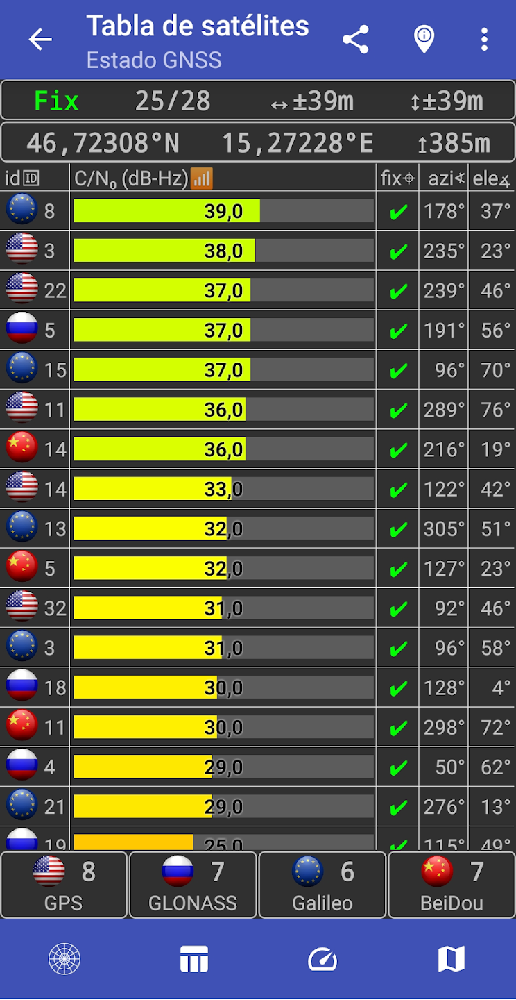 Tabla de satélites
Estado GNSS
Fix 25/28 ↔±39m ↕±39m
46,72308°N 15,27228°E ↥385m
id ID C/N₀ (dB-Hz) fix azi ele
8 39,0 ✔ 178° 37°
3 38,0 ✔ 235° 23°
22 37,0 ✔ 239° 46°
5 37,0 ✔ 191° 56°
15 37,0 ✔ 96° 70°
11 36,0 ✔ 289° 76°
14 36,0 ✔ 216° 19°
14 33,0 ✔ 122° 42°
13 32,0 ✔ 305° 51°
5 32,0 ✔ 127° 23°
32 31,0 ✔ 92° 46°
3 31,0 ✔ 96° 58°
18 30,0 ✔ 128° 4°
11 30,0 ✔ 298° 72°
4 29,0 ✔ 50° 62°
21 29,0 ✔ 276° 13°
19 25,0 ✔ 115° 49°
8 7 6 7
GPS GLONASS Galileo BeiDou